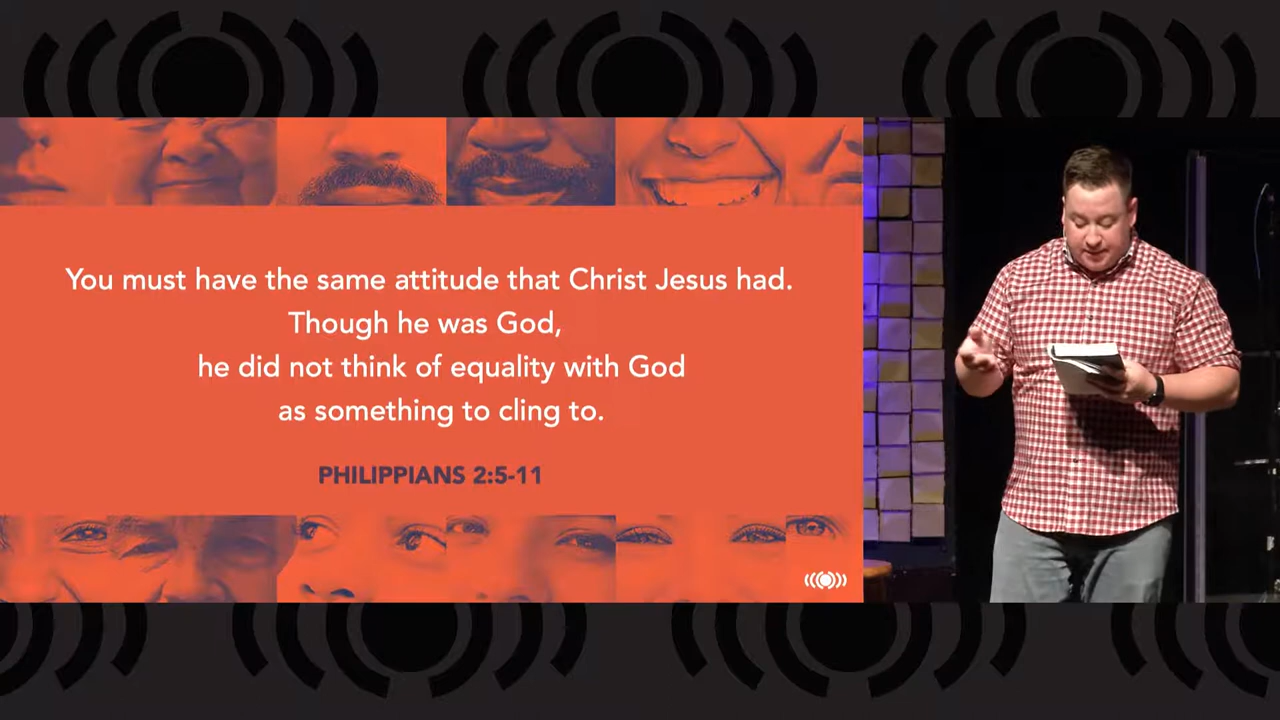 You must have the same attitude that Christ Jesus had.
Though he was God,
he did not think of equality with God
as something to cling to.
PHILIPPIANS 2:5-11